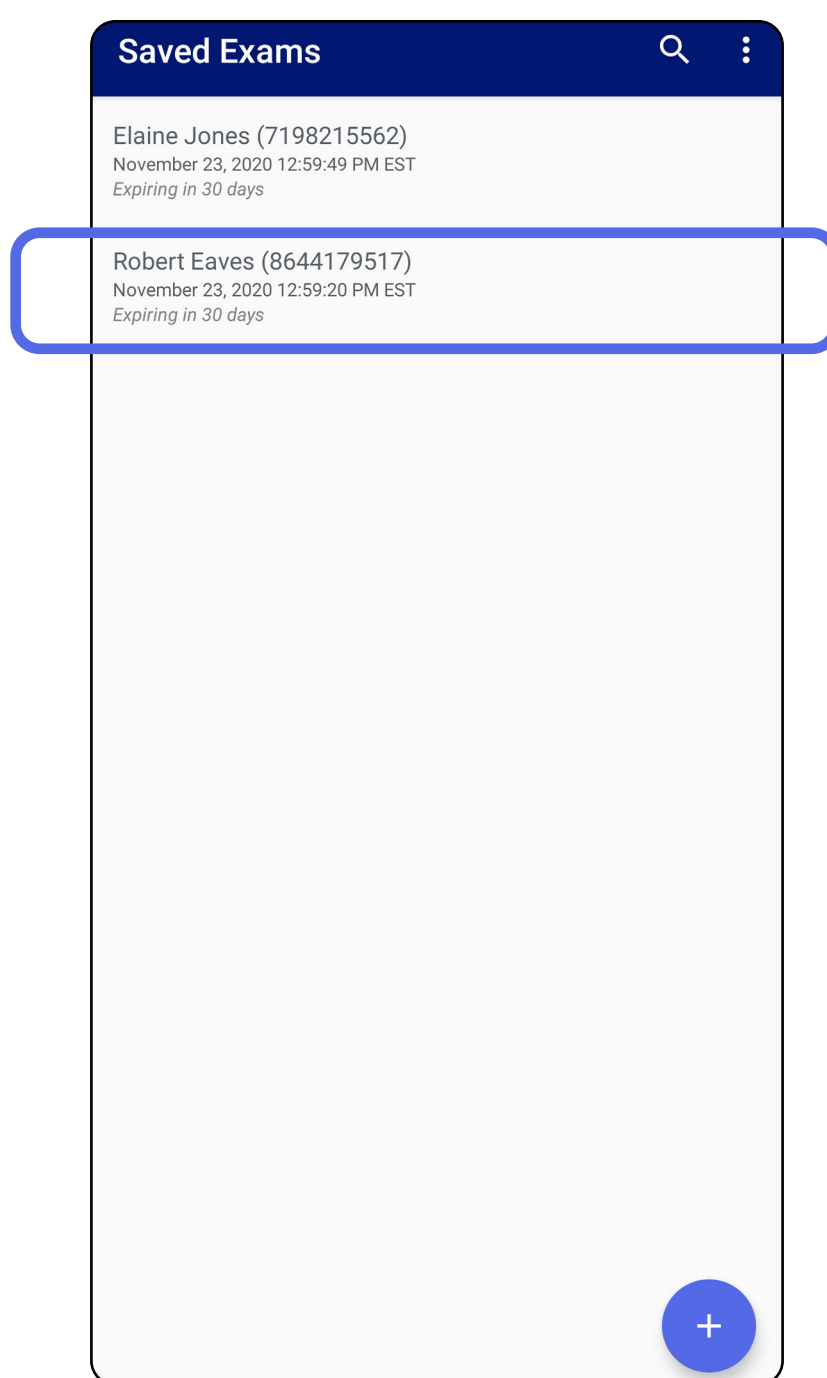 Saved Exams
Elaine Jones (7198215562)
November 23, 2020 12:59:49 PM EST
Expiring in 30 days
Robert Eaves (8644179517)
November 23, 2020 12:59:20 PM EST
Expiring in 30 days
+